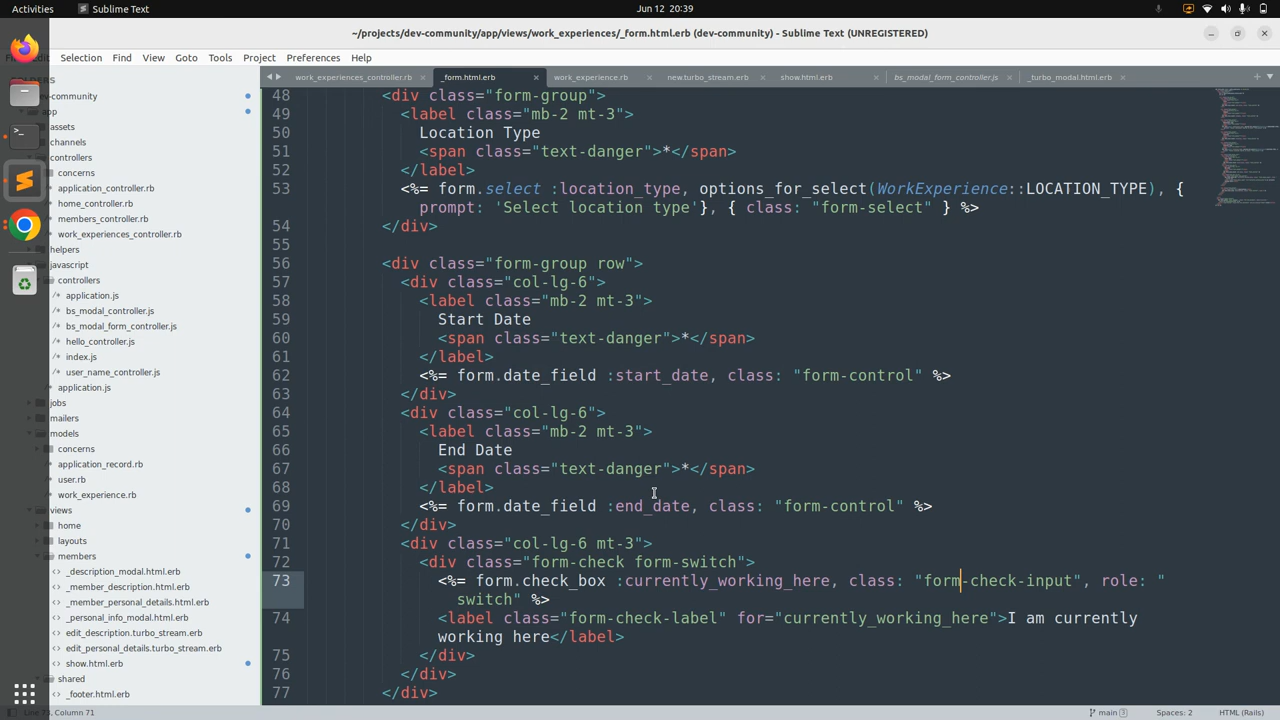 Activities
Sublime Text
Jun 12 20:39
~/projects/dev-community/app/views/work_experiences/_form.html.erb (dev-community) - Sublime Text (UNREGISTERED)
Selection Find View Goto Tools Project Preferences Help
work_experiences_controller.rb
_form.html.erb
work_experience.rb
new.turbo_stream.erb
show.html.erb
bs_modal_form_controller.js
_turbo_modal.html.erb
app
assets
channels
controllers
concerns
application_controller.rb
home_controller.rb
members_controller.rb
work_experiences_controller.rb
helpers
javascript
controllers
application.js
bs_modal_controller.js
bs_modal_form_controller.js
hello_controller.js
index.js
user_name_controller.js
application.js
jobs
mailers
models
concerns
application_record.rb
user.rb
work_experience.rb
views
home
layouts
members
_description_modal.html.erb
_member_description.html.erb
_member_personal_details.html.erb
_personal_info_modal.html.erb
edit_description.turbo_stream.erb
edit_personal_details.turbo_stream.erb
show.html.erb
shared
_footer.html.erb
48 <div class="form-group">
49 <label class="mb-2 mt-3">
50 Location Type
51 <span class="text-danger">*</span>
52 </label>
53 <%= form.select :location_type, options_for_select(WorkExperience::LOCATION_TYPE), {
prompt: 'Select location type'}, { class: "form-select" } %>
54 </div>
55
56 <div class="form-group row">
57 <div class="col-lg-6">
58 <label class="mb-2 mt-3">
59 Start Date
60 <span class="text-danger">*</span>
61 </label>
62 <%= form.date_field :start_date, class: "form-control" %>
63 </div>
64 <div class="col-lg-6">
65 <label class="mb-2 mt-3">
66 End Date
67 <span class="text-danger">*</span>
68 </label>
69 <%= form.date_field :end_date, class: "form-control" %>
70 </div>
71 <div class="col-lg-6 mt-3">
72 <div class="form-check form-switch">
73 <%= form.check_box :currently_working_here, class: "form-check-input", role: "
switch" %>
74 <label class="form-check-label" for="currently_working_here">I am currently
working here</label>
75 </div>
76 </div>
77 </div>
Column 71
main 3
Spaces: 2
HTML (Rails)